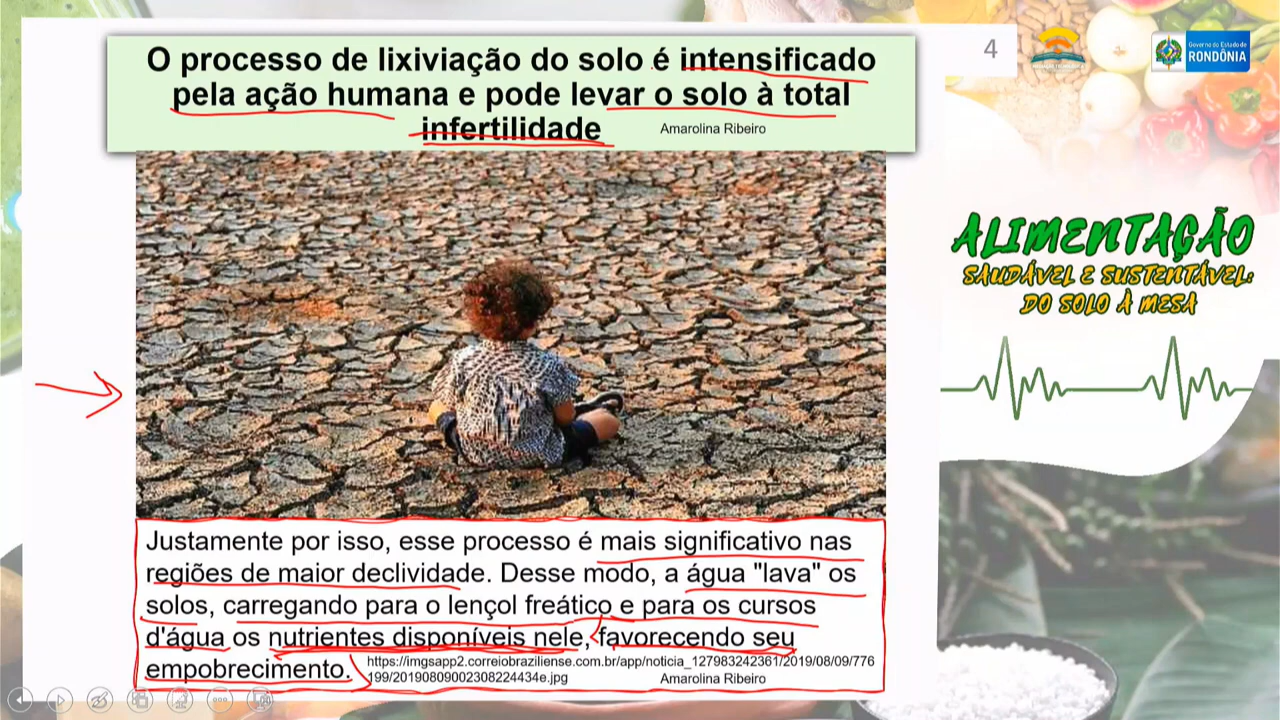 O processo de lixiviação do solo é intensificado
pela ação humana e pode levar o solo à total
infertilidade
Amarolina Ribeiro
4
Governo do Estado de
RONDÔNIA
ALIMENTAÇÃO
SAUDÁVEL E SUSTENTÁVEL:
DO SOLO À MESA
Justamente por isso, esse processo é mais significativo nas
regiões de maior declividade. Desse modo, a água "lava" os
solos, carregando para o lençol freático e para os cursos
d'água os nutrientes disponíveis nele, favorecendo seu
empobrecimento.
https://imgsapp2.correiobraziliense.com.br/app/noticia_127983242361/2019/08/09/776
199/20190809002308224434e.jpg
Amarolina Ribeiro